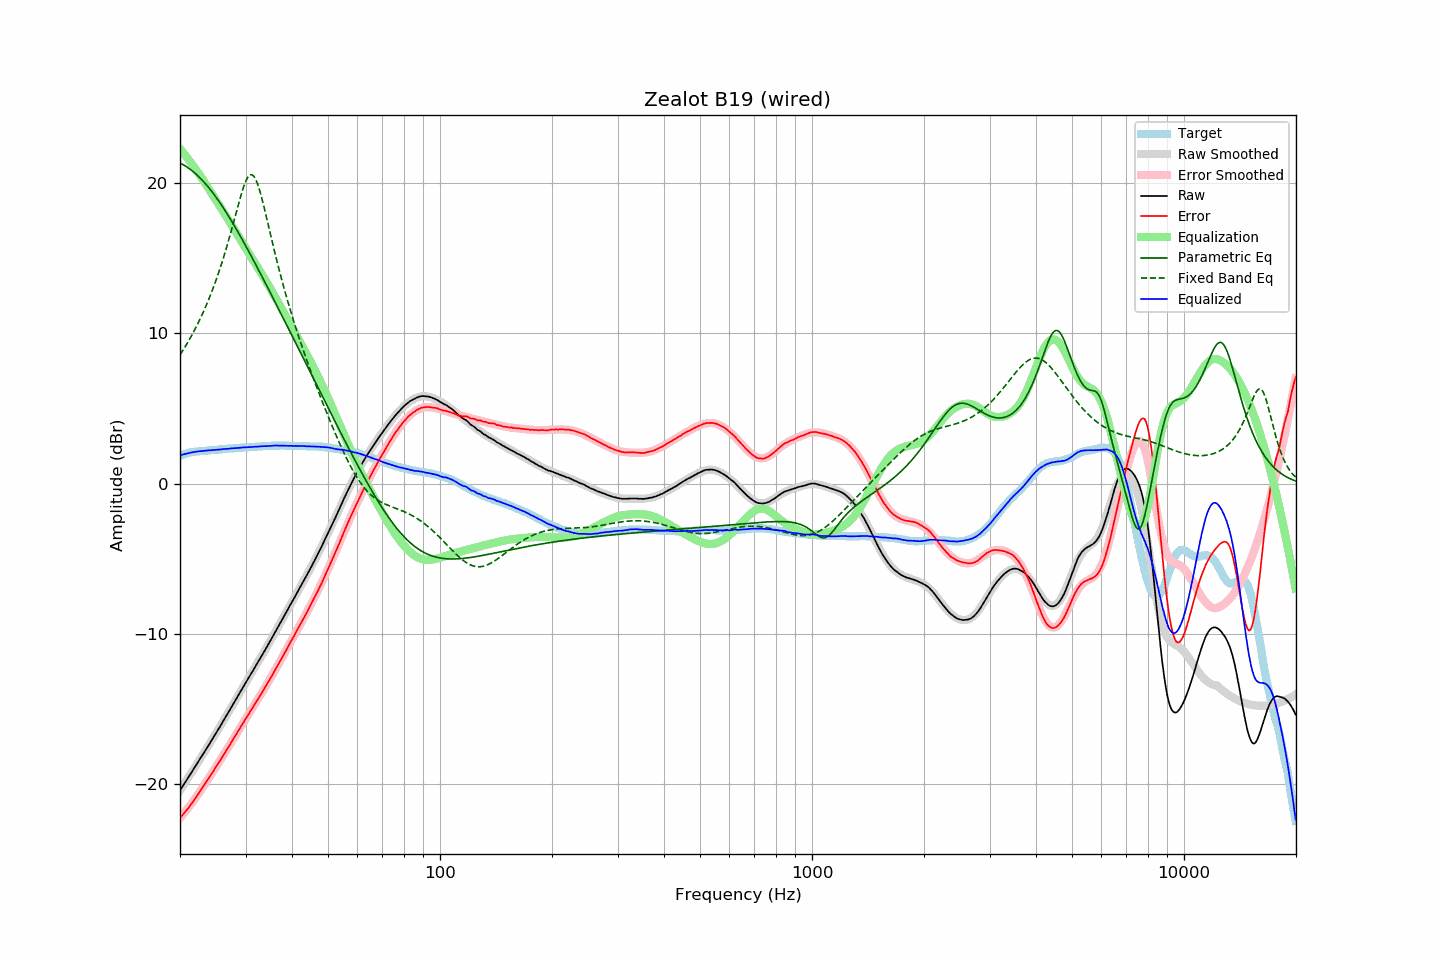 Zealot B19 (wired)
Target
Raw Smoothed
Error Smoothed
Raw
Error
Equalization
Parametric Eq
Fixed Band Eq
Equalized
20
10
0
−10
−20
Amplitude (dBr)
100
1000
10000
Frequency (Hz)